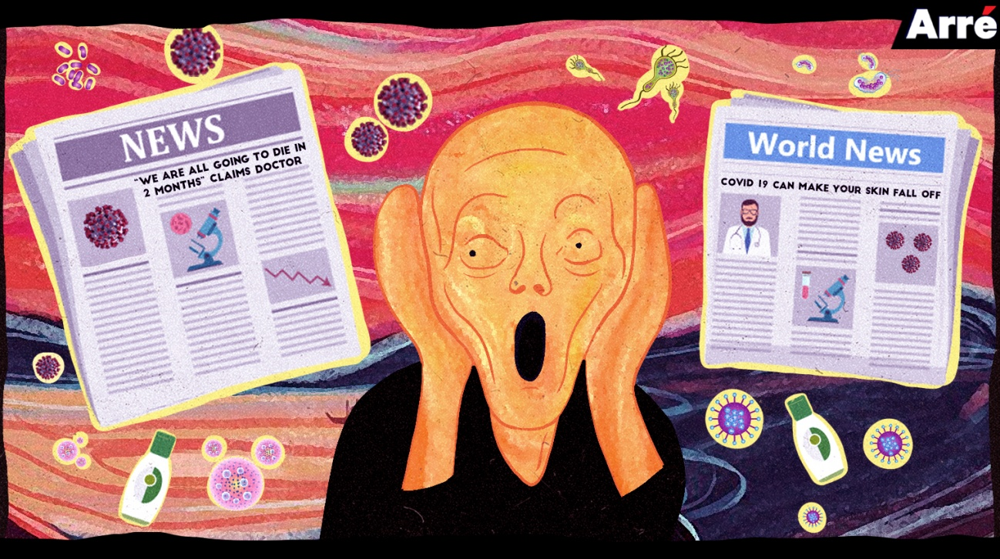 Arré
NEWS
"WE ARE ALL GOING TO DIE IN
2 MONTHS" CLAIMS DOCTOR
World News
COVID 19 CAN MAKE YOUR SKIN FALL OFF